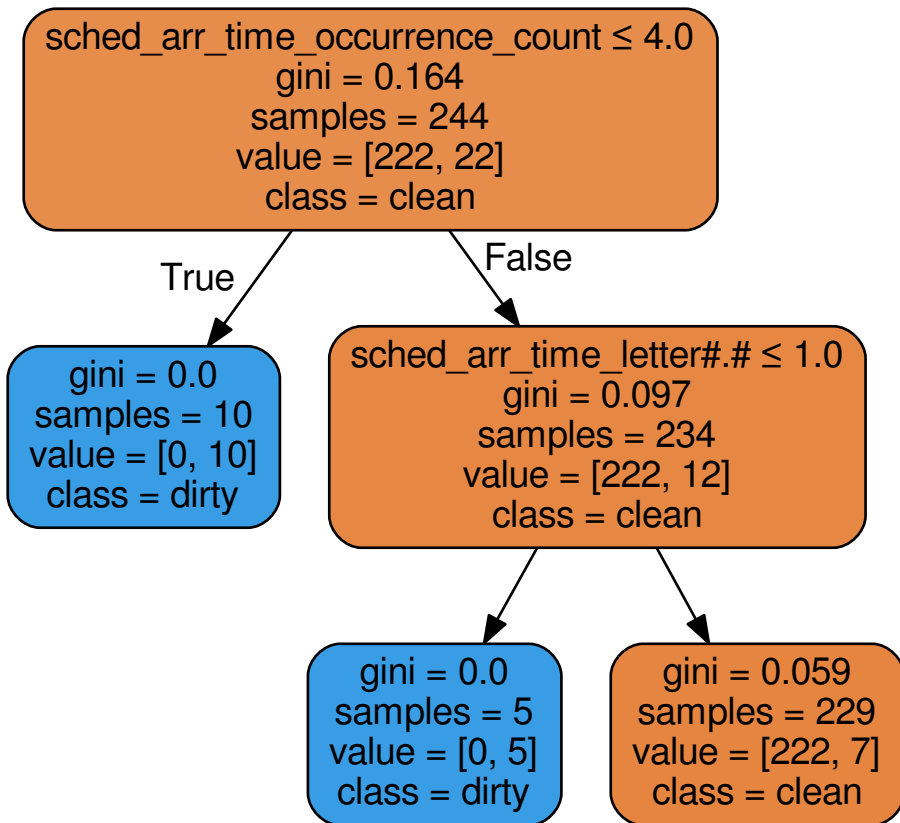 sched_arr_time_occurrence_count ≤ 4.0
gini = 0.164
samples = 244
value = [222, 22]
class = clean
True
False
gini = 0.0
samples = 10
value = [0, 10]
class = dirty
sched_arr_time_letter#.# ≤ 1.0
gini = 0.097
samples = 234
value = [222, 12]
class = clean
gini = 0.0
samples = 5
value = [0, 5]
class = dirty
gini = 0.059
samples = 229
value = [222, 7]
class = clean